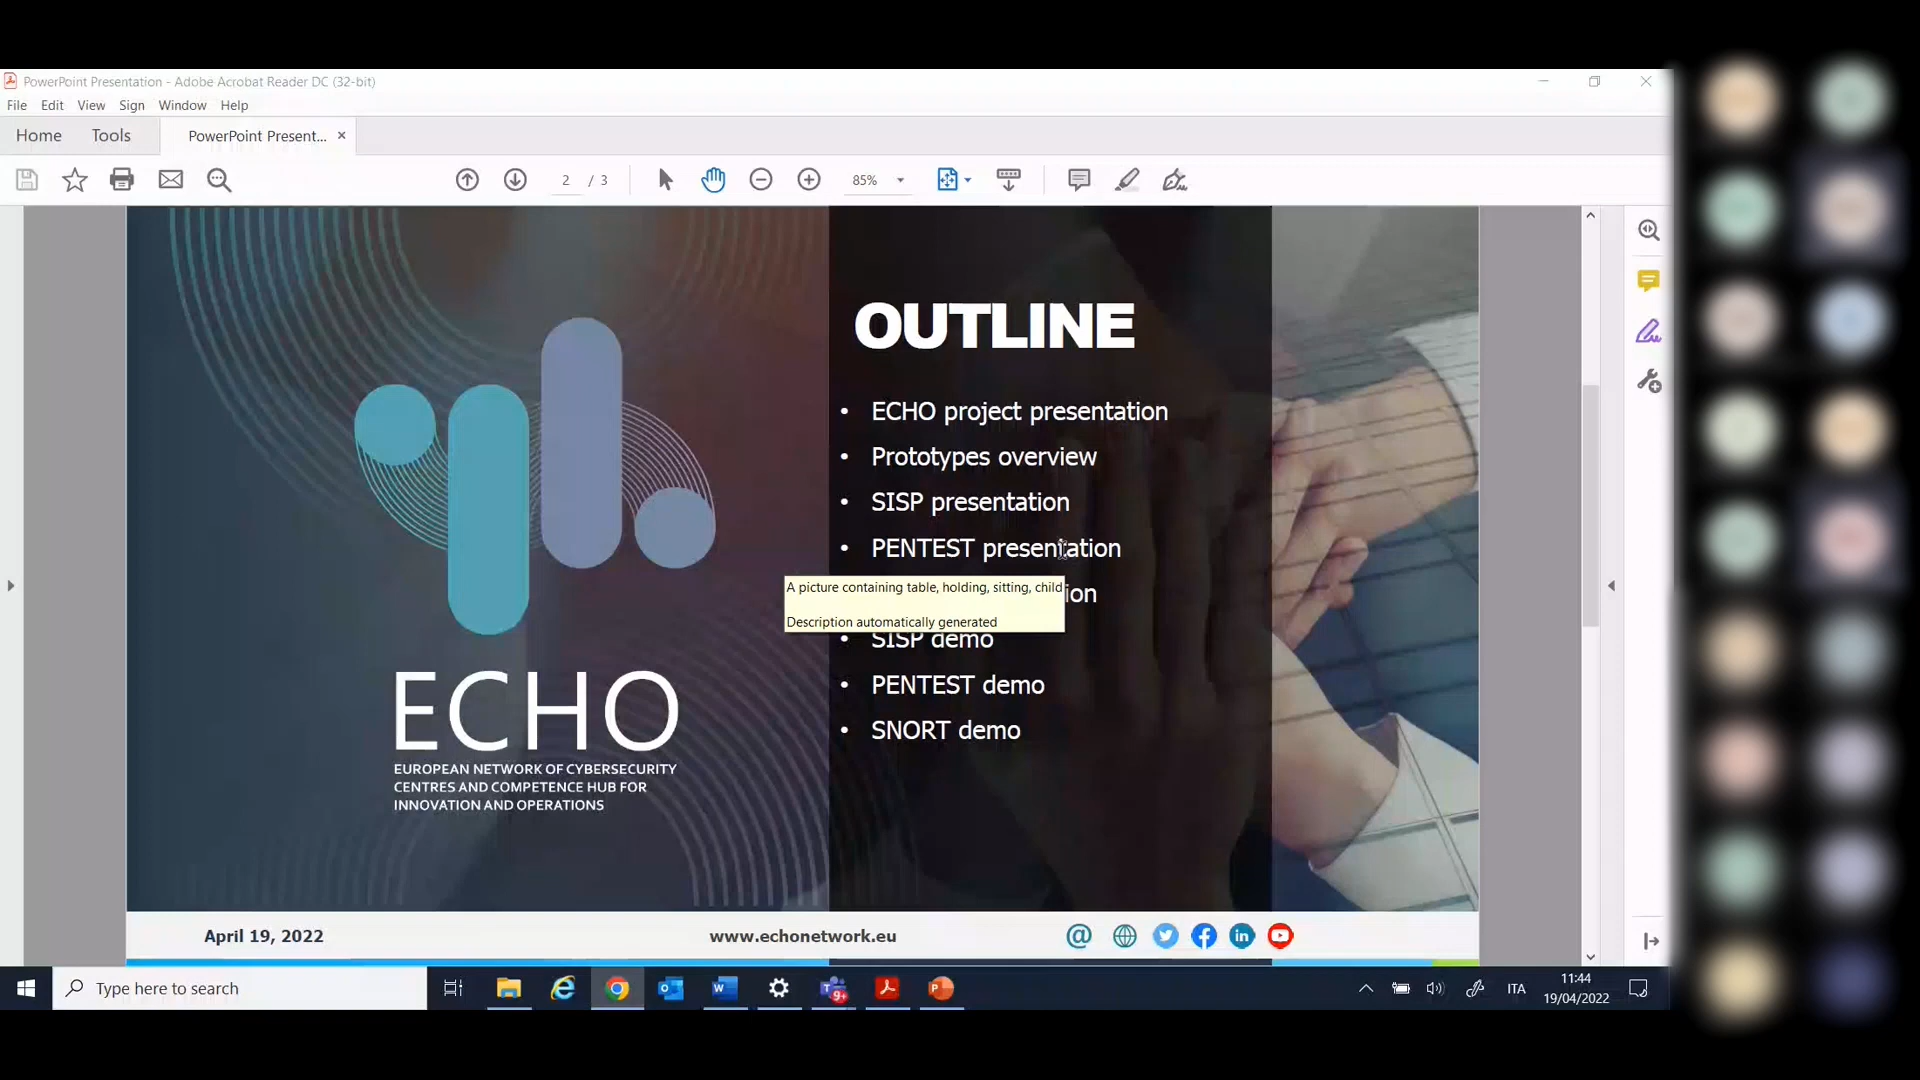 PowerPoint Presentation - Adobe Acrobat Reader DC (32-bit)
File Edit View Sign Window Help
Home Tools PowerPoint Present... ×
2 / 3 85%
OUTLINE
• ECHO project presentation
• Prototypes overview
• SISP presentation
• PENTEST presentation
A picture containing table, holding, sitting, child
ion
Description automatically generated
• SISP demo
• PENTEST demo
• SNORT demo
ECHO
EUROPEAN NETWORK OF CYBERSECURITY
CENTRES AND COMPETENCE HUB FOR
INNOVATION AND OPERATIONS
April 19, 2022 www.echonetwork.eu
Type here to search
9+
ITA
11:44
19/04/2022